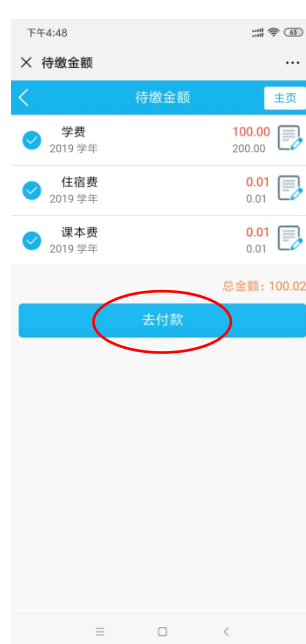 下午4:48
63
待缴金额
待缴金额
主页
学费
100.00
2019 学年
200.00
住宿费
0.01
2019 学年
0.01
课本费
0.01
2019 学年
0.01
总金额：100.02
去付款